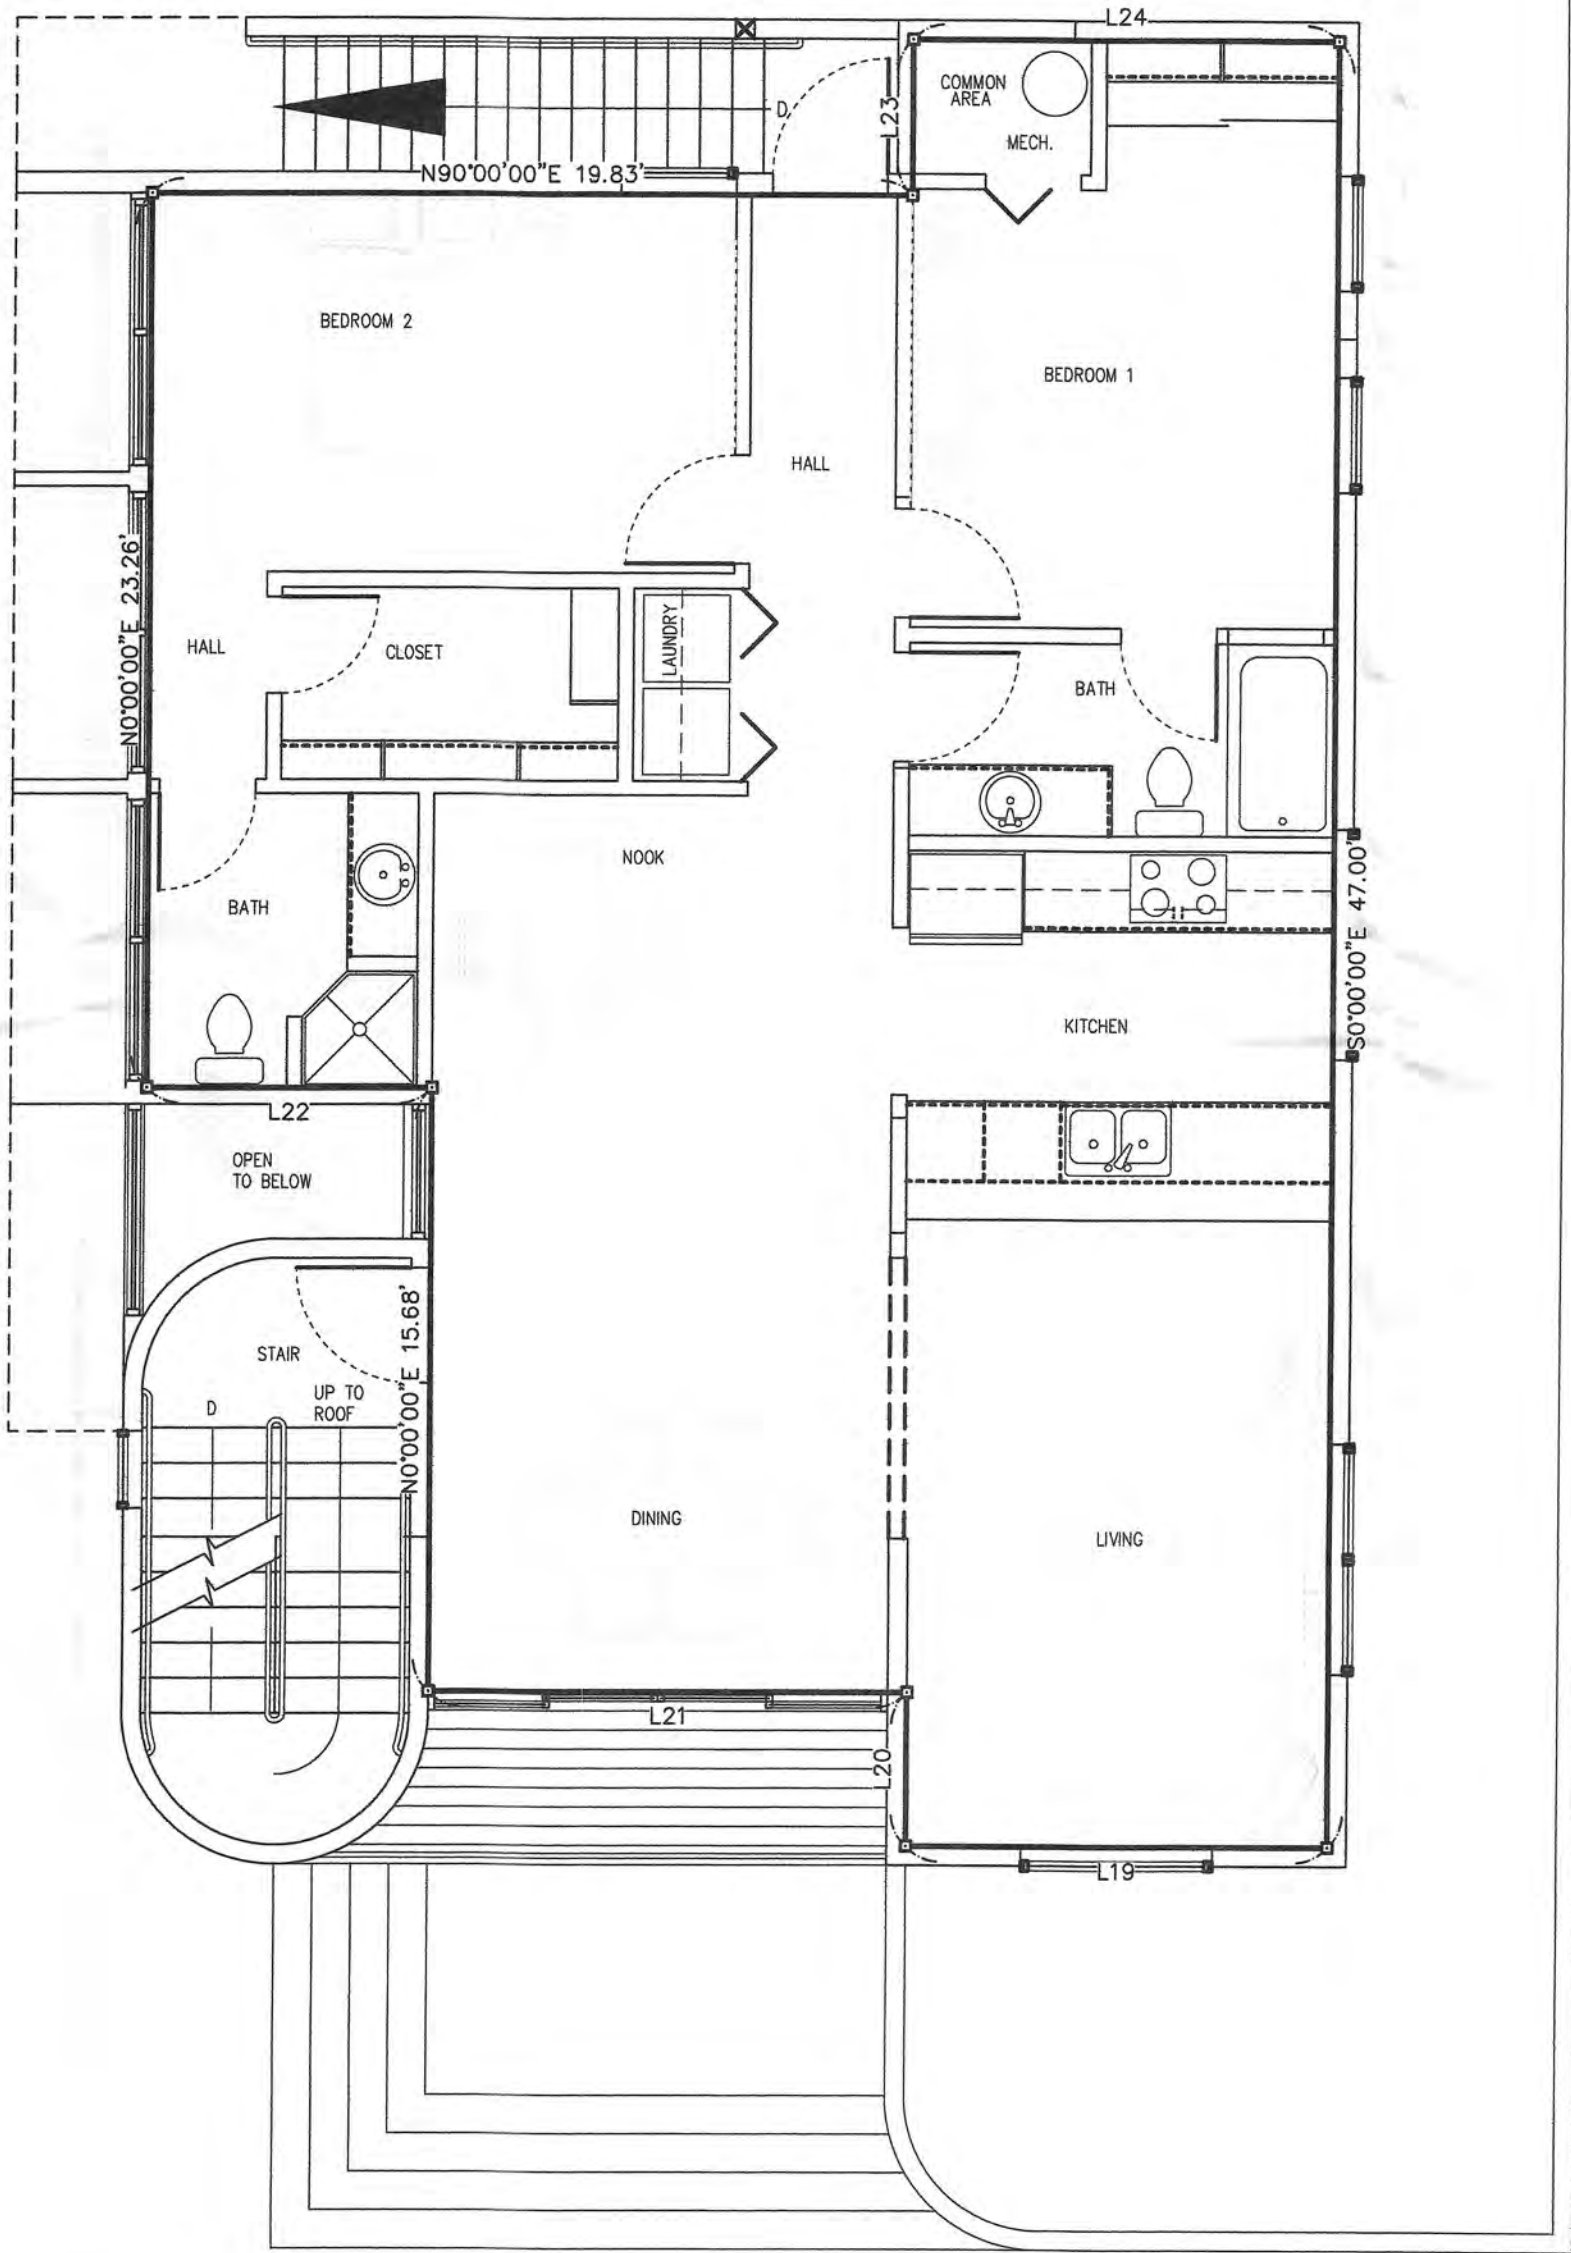 L24
COMMON
AREA
D
L23
MECH.
N90°00'00"E 19.83'
BEDROOM 2
BEDROOM 1
HALL
N0°00'00"E 23.26'
LAUNDRY
HALL
CLOSET
BATH
NOOK
S0°00'00"E 47.00'
BATH
KITCHEN
L22
OPEN
TO BELOW
N0°00'00"E 15.68'
STAIR
UP TO
ROOF
D
DINING
LIVING
L21
L20
L19